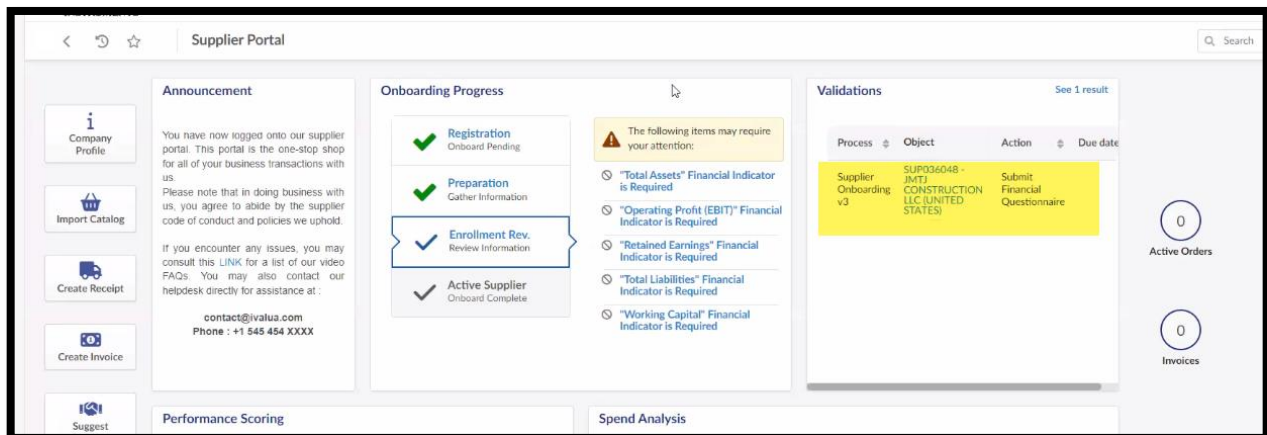 Supplier Portal
Search
Company
Profile
Import Catalog
Create Receipt
Create Invoice
Suggest
Announcement
You have now logged onto our supplier
portal. This portal is the one-stop shop
for all of your business transactions with
us.
Please note that in doing business with
us, you agree to abide by the supplier
code of conduct and policies we uphold.
If you encounter any issues, you may
consult this LINK for a list of our video
FAQs. You may also contact our
helpdesk directly for assistance at :
contact@ivalua.com
Phone : +1 545 454 XXXX
Onboarding Progress
Registration
Onboard Pending
Preparation
Gather Information
Enrollment Rev.
Review Information
Active Supplier
Onboard Complete
The following items may require
your attention:
"Total Assets" Financial Indicator
is Required
"Operating Profit (EBIT)" Financial
Indicator is Required
"Retained Earnings" Financial
Indicator is Required
"Total Liabilities" Financial
Indicator is Required
"Working Capital" Financial
Indicator is Required
Validations
See 1 result
Process Object Action Due date
Supplier
Onboarding
v3
SUP036048 -
JMTJ
CONSTRUCTION
LLC (UNITED
STATES)
Submit
Financial
Questionnaire
0
Active Orders
0
Invoices
Performance Scoring
Spend Analysis